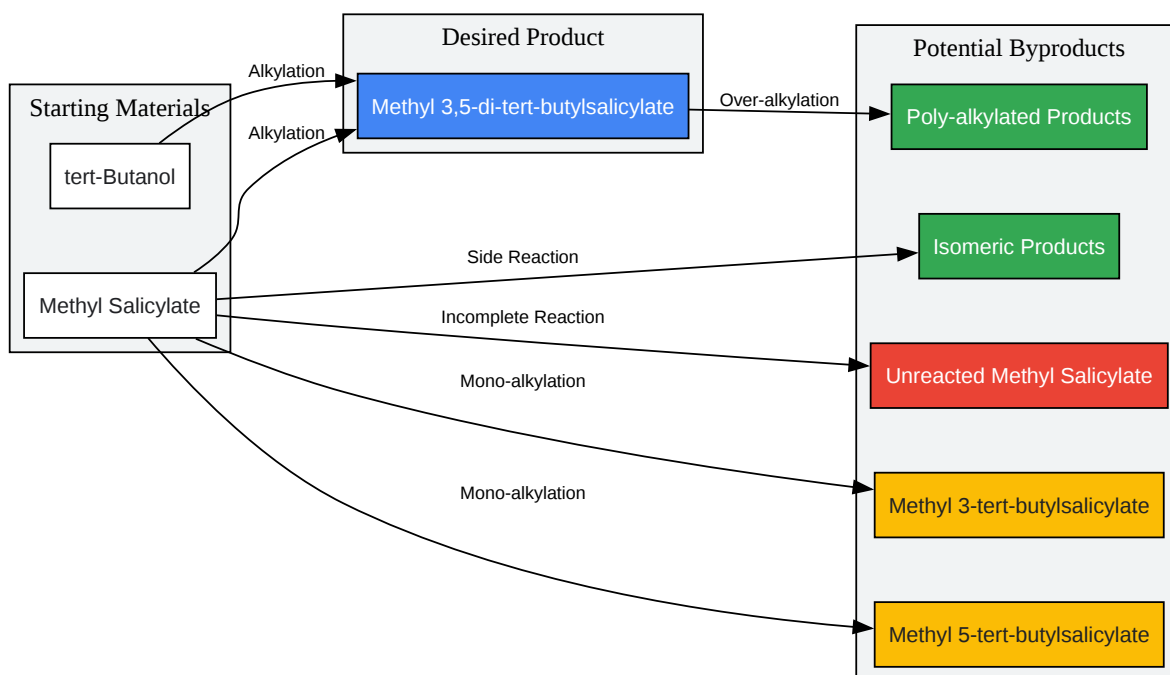 Desired Product
Potential Byproducts
Alkylation
Methyl 3,5-di-tert-butylsalicylate
Over-alkylation
Poly-alkylated Products
Starting Materials
Alkylation
tert-Butanol
Isomeric Products
Side Reaction
Methyl Salicylate
Incomplete Reaction
Unreacted Methyl Salicylate
Mono-alkylation
Mono-alkylation
Methyl 3-tert-butylsalicylate
Methyl 5-tert-butylsalicylate